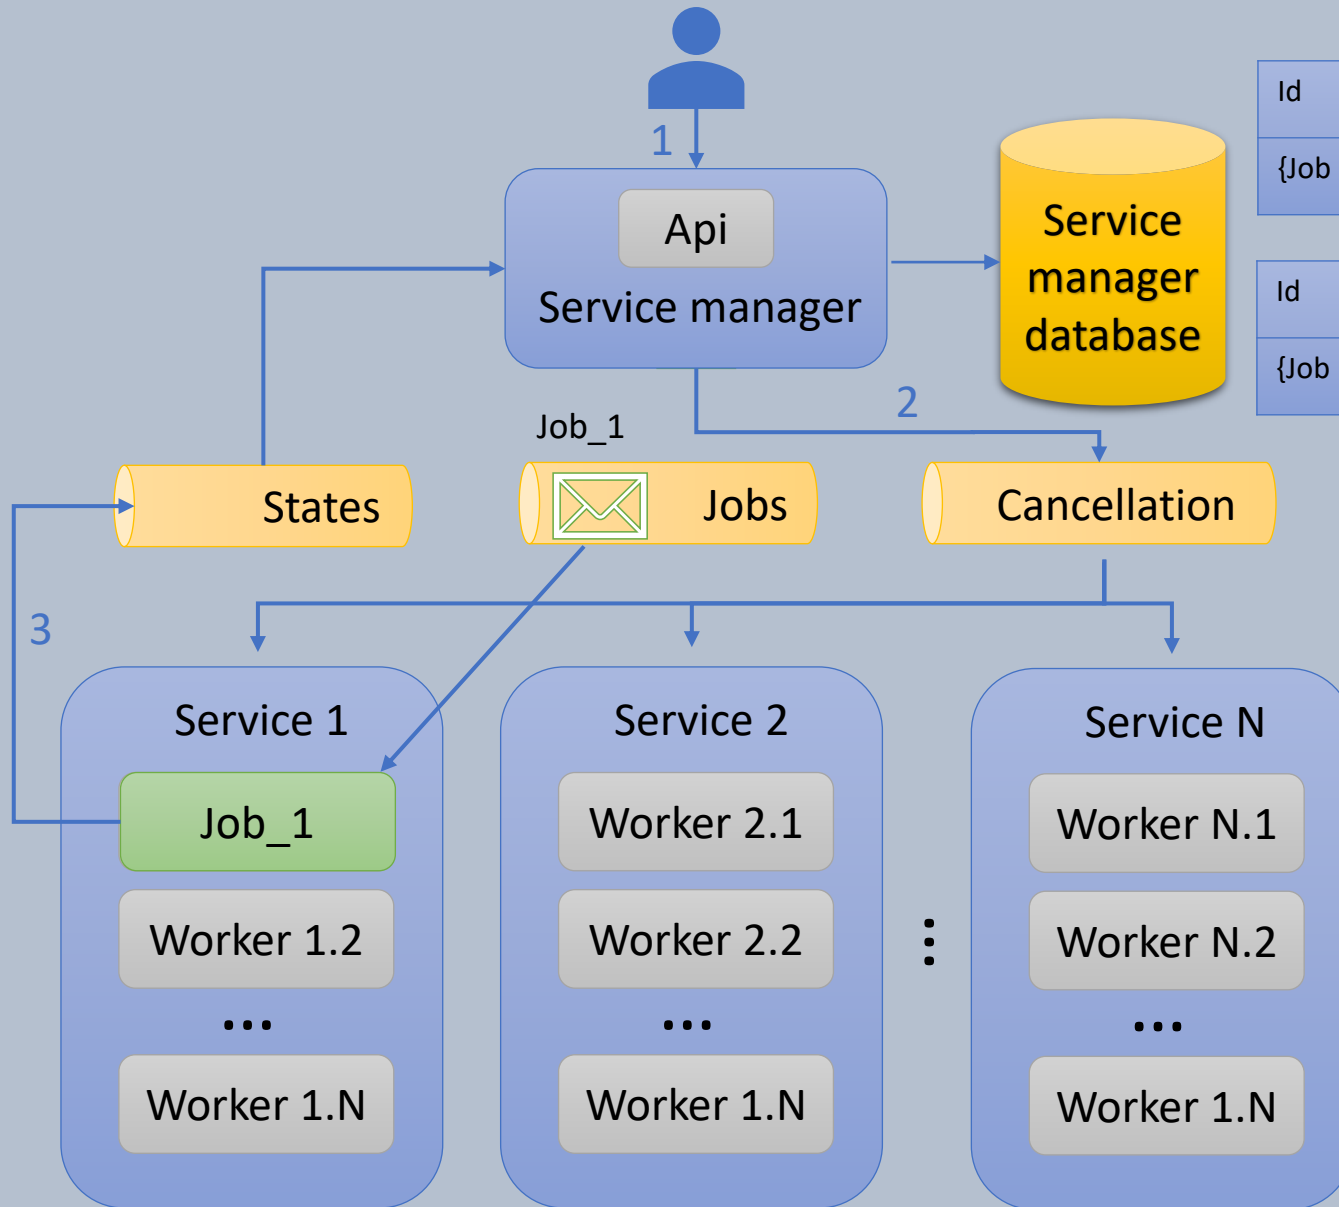 1
Id
{Job
Api
Service manager
Service
manager
database
Id
{Job
2
Job_1
States
Jobs
Cancellation
3
Service 1
Service 2
Service N
Job_1
Worker 2.1
Worker N.1
Worker 1.2
Worker 2.2
Worker N.2
...
...
...
Worker 1.N
Worker 1.N
Worker 1.N